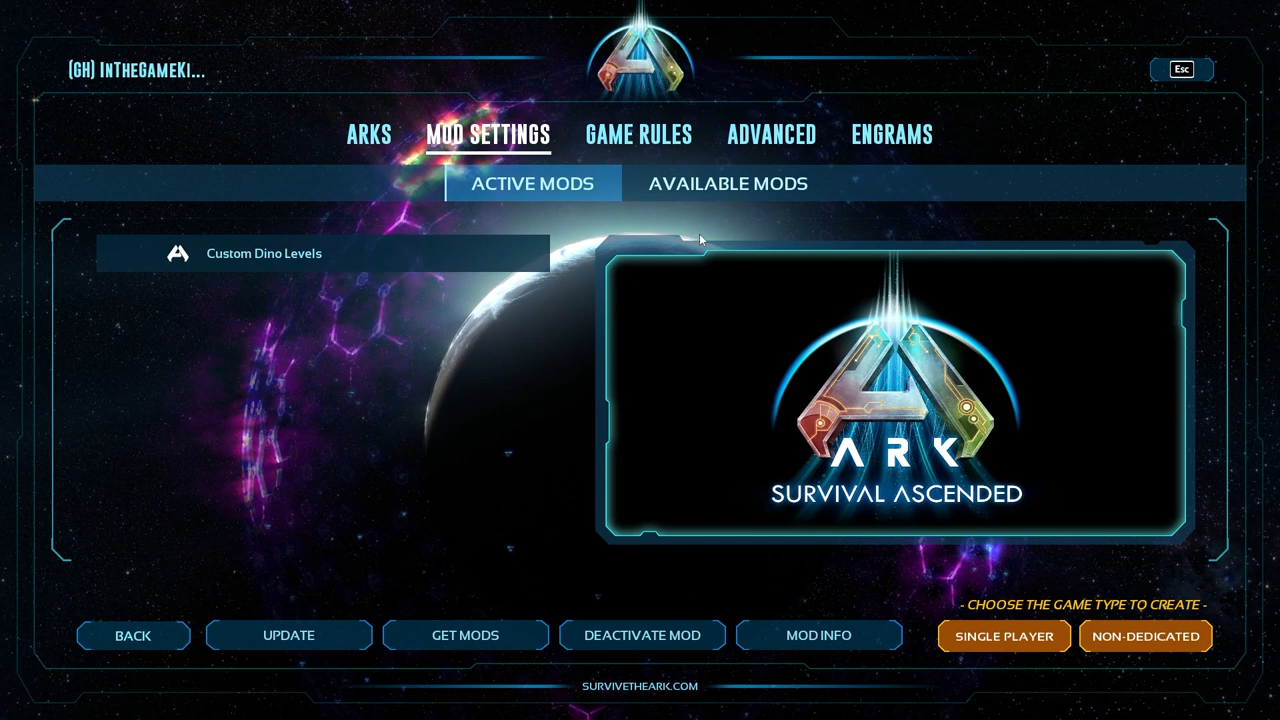 (GH) INTHEGAMEKI...
Esc
ARKS MOD SETTINGS GAME RULES ADVANCED ENGRAMS
ACTIVE MODS AVAILABLE MODS
Custom Dino Levels
ARK
SURVIVAL ASCENDED
- CHOOSE THE GAME TYPE TO CREATE -
BACK UPDATE GET MODS DEACTIVATE MOD MOD INFO SINGLE PLAYER NON-DEDICATED
SURVIVETHEARK.COM